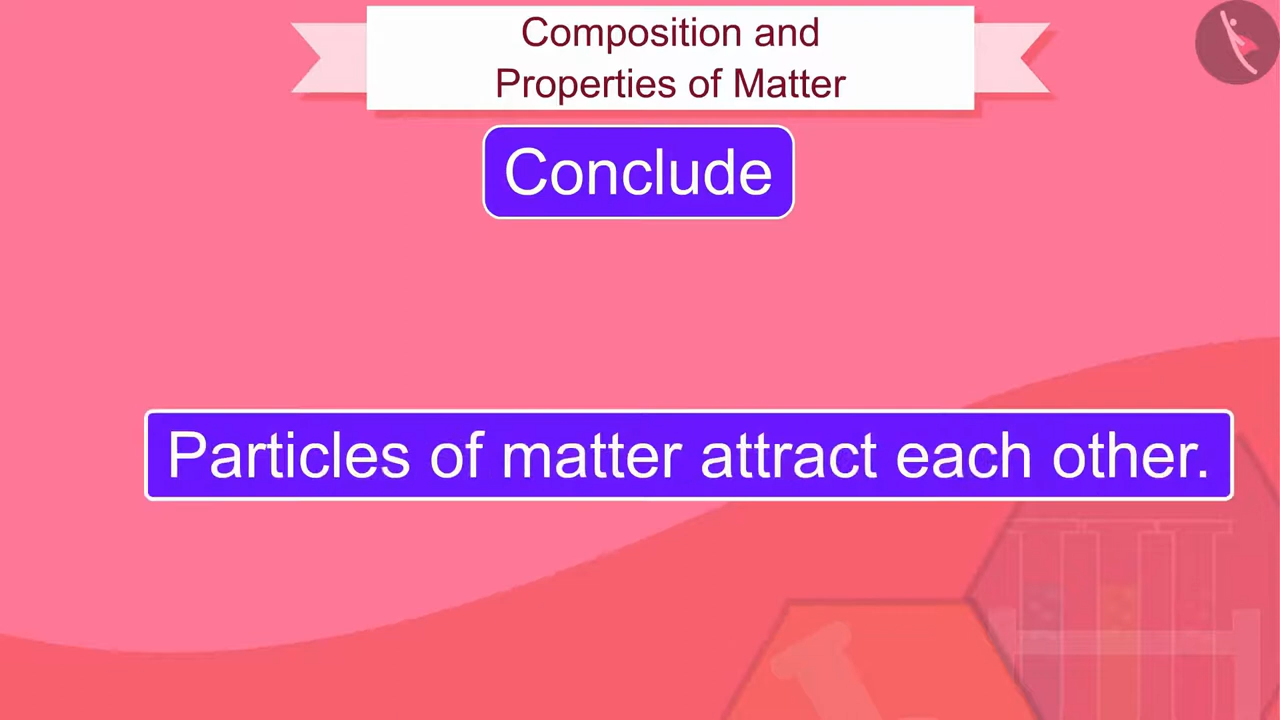 Composition and
Properties of Matter
Conclude
Particles of matter attract each other.